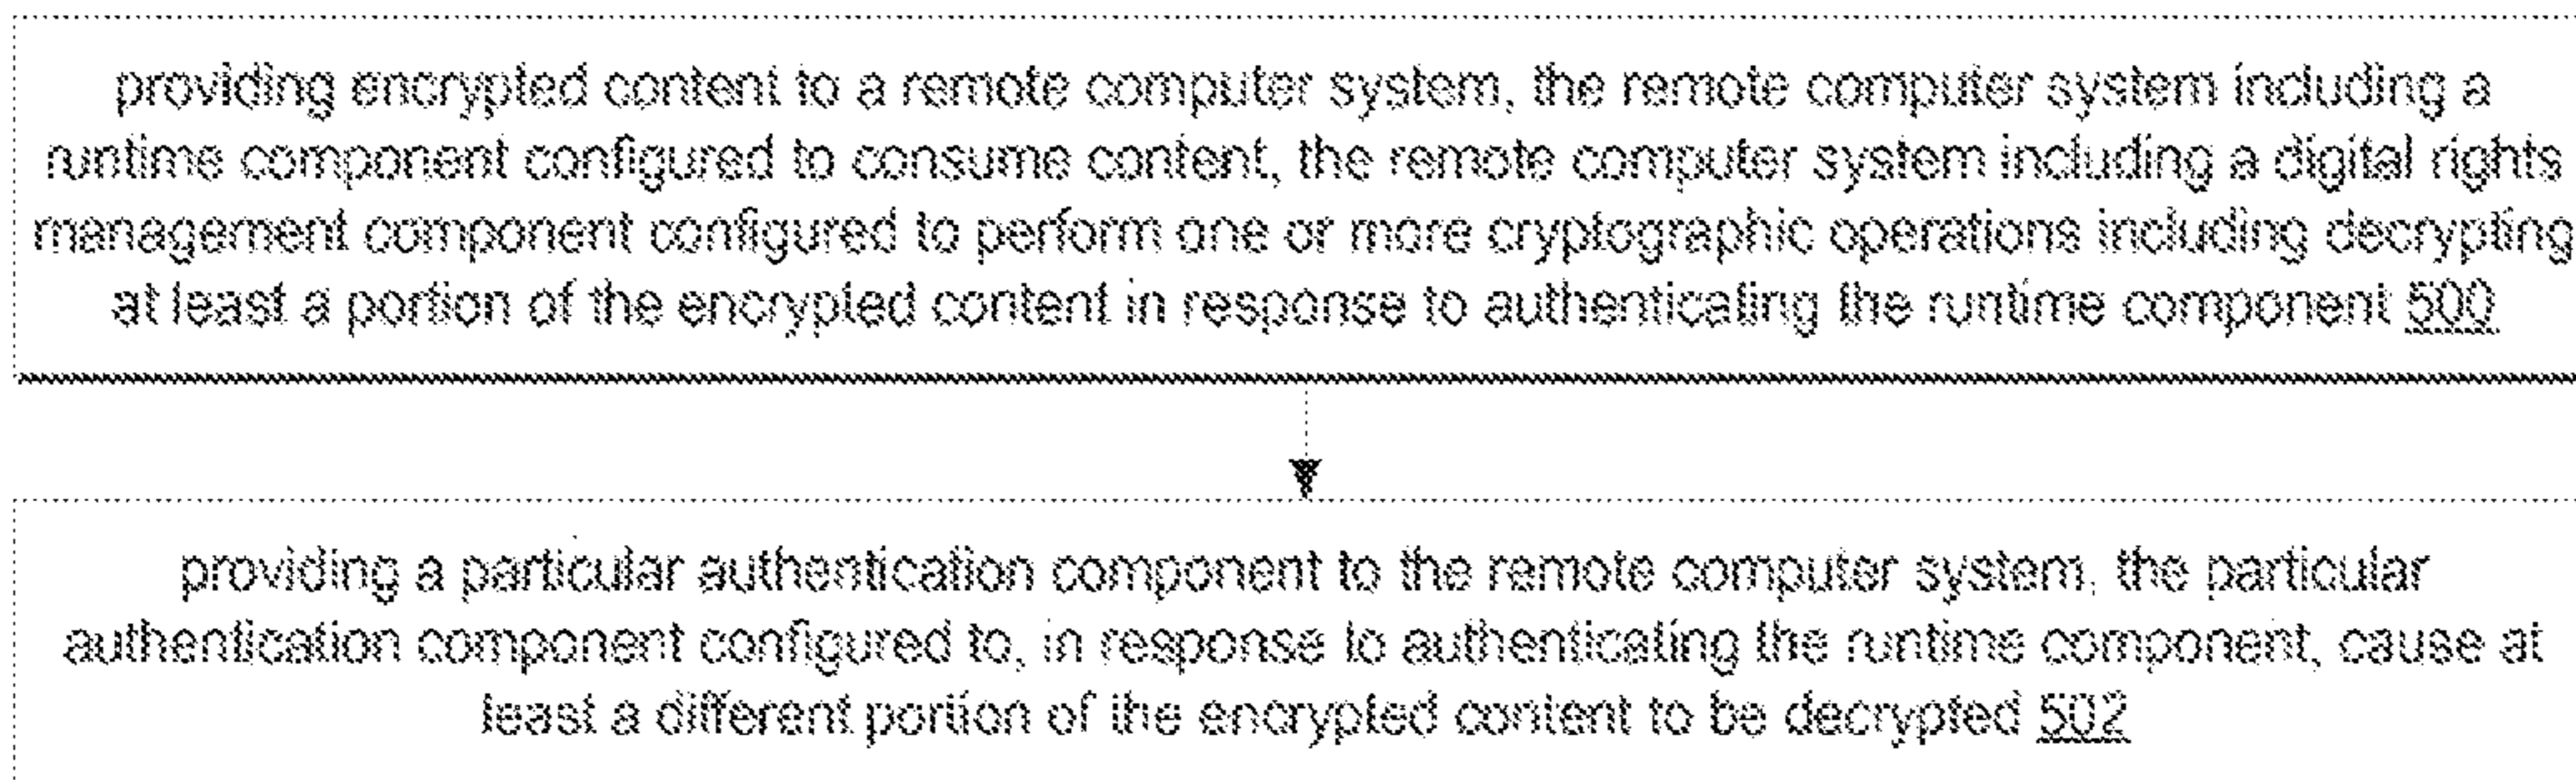 providing encrypted content to a remote computer system, the remote computer system including a
runtime component configured to consume content, the remote computer system including a digital rights
management component configured to perform one or more cryptographic operations including decrypting
at least a portion of the encrypted content in response to authenticating the runtime component 500
providing a particular authentication component to the remote computer system, the particular
authentication component configured to, in response to authenticating the runtime component, cause at
least a different portion of the encrypted content to be decrypted 502